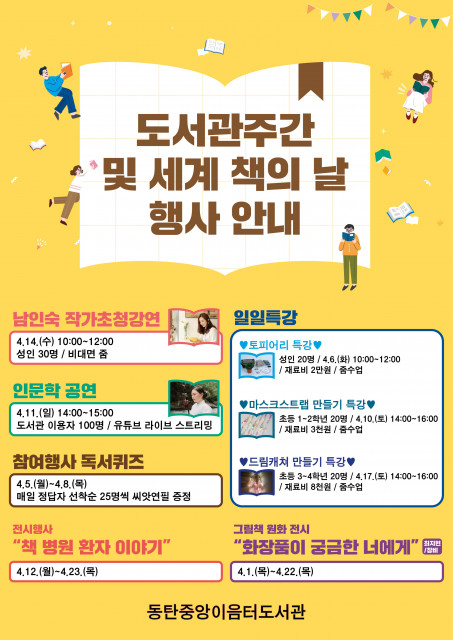 도서관주간
및 세계 책의 날
행사 안내
남인숙 작가초청강연
4.14.(수) 10:00~12:00
성인 30명 / 비대면 줌
인문학 공연
4.11.(일) 14:00~15:00
도서관 이용자 100명 / 유튜브 라이브 스트리밍
참여행사 독서퀴즈
4.5.(월)~4.8.(목)
매일 정답자 선착순 25명씩 씨앗연필 증정
일일특강
♥토피어리 특강♥
성인 20명 / 4.6.(화) 10:00~12:00
/ 재료비 2만원 / 줌수업
♥마스크스트랩 만들기 특강♥
초등 1~2학년 20명 / 4.10.(토) 14:00~16:00
/ 재료비 3천원 / 줌수업
♥드림캐쳐 만들기 특강♥
초등 3~4학년 20명 / 4.17.(토) 14:00~16:00
/ 재료비 8천원 / 줌수업
전시행사
“책 병원 환자 이야기”
4.12.(월)~4.23.(목)
그림책 원화 전시
“화장품이 궁금한 너에게” 최지현
/창비
4.1.(목)~4.22.(목)
동탄중앙이음터도서관